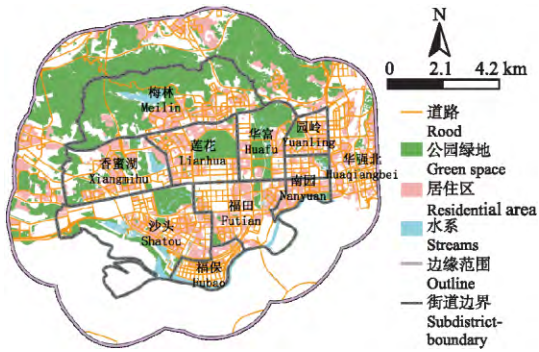 N
0 2.1 4.2 km
道路
Rood
公园绿地
Green space
居住区
Residential area
水系
Streams
边缘范围
Outline
街道边界
Subdistrict-
boundary
梅林
Meilin
莲花
Liarhua
华富
Huafu
园岭
Yuanling
香蜜湖
Xiangmihu
华强北
Huaqiangbei
南园
Nanyuan
福田
Futian
沙头
Shatou
福保
Hubao